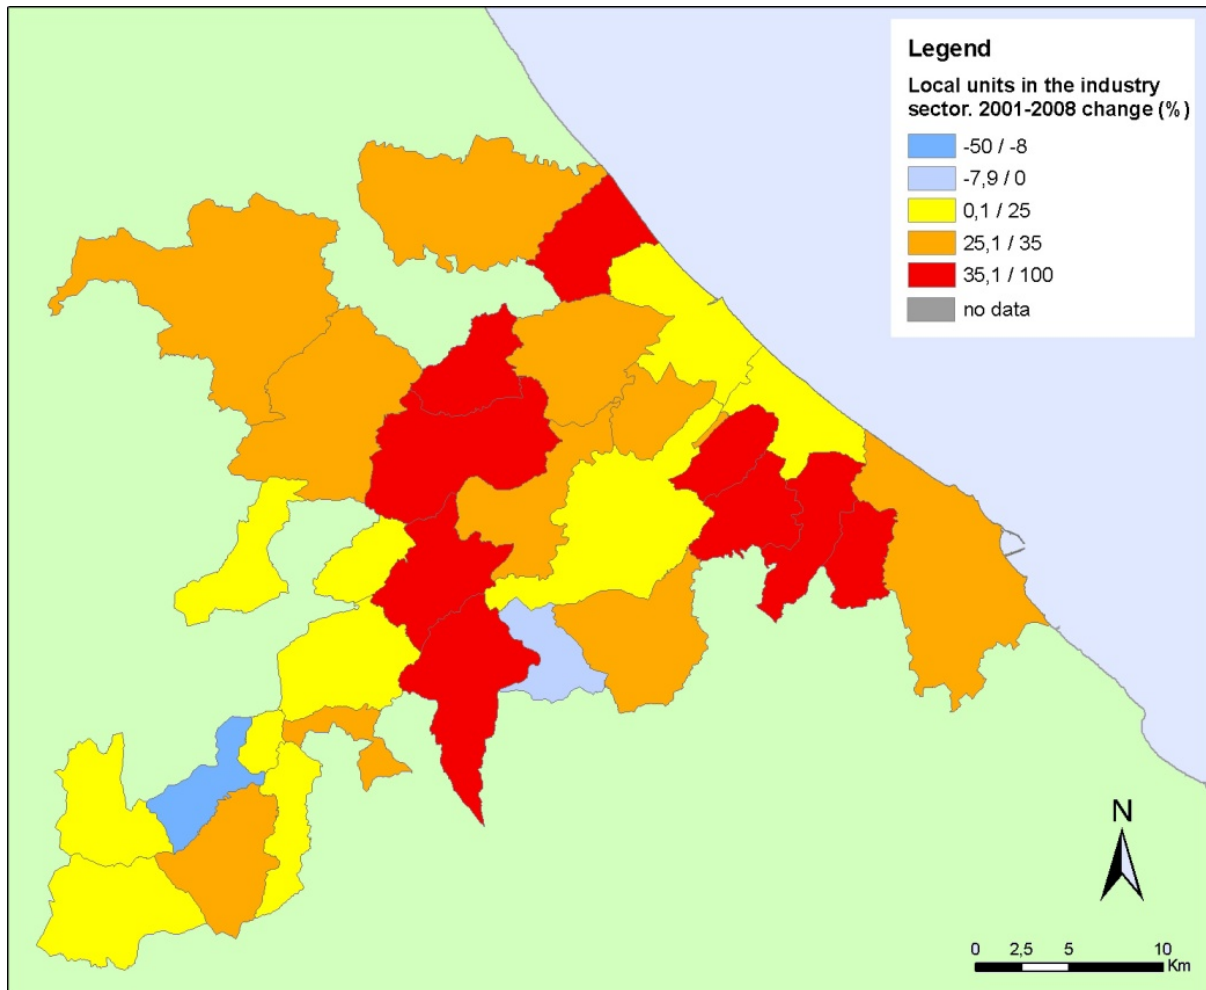 Legend
Local units in the industry
sector. 2001-2008 change (%)
-50 / -8
-7,9 / 0
0,1 / 25
25,1 / 35
35,1 / 100
no data
N
0 2,5 5 10
Km